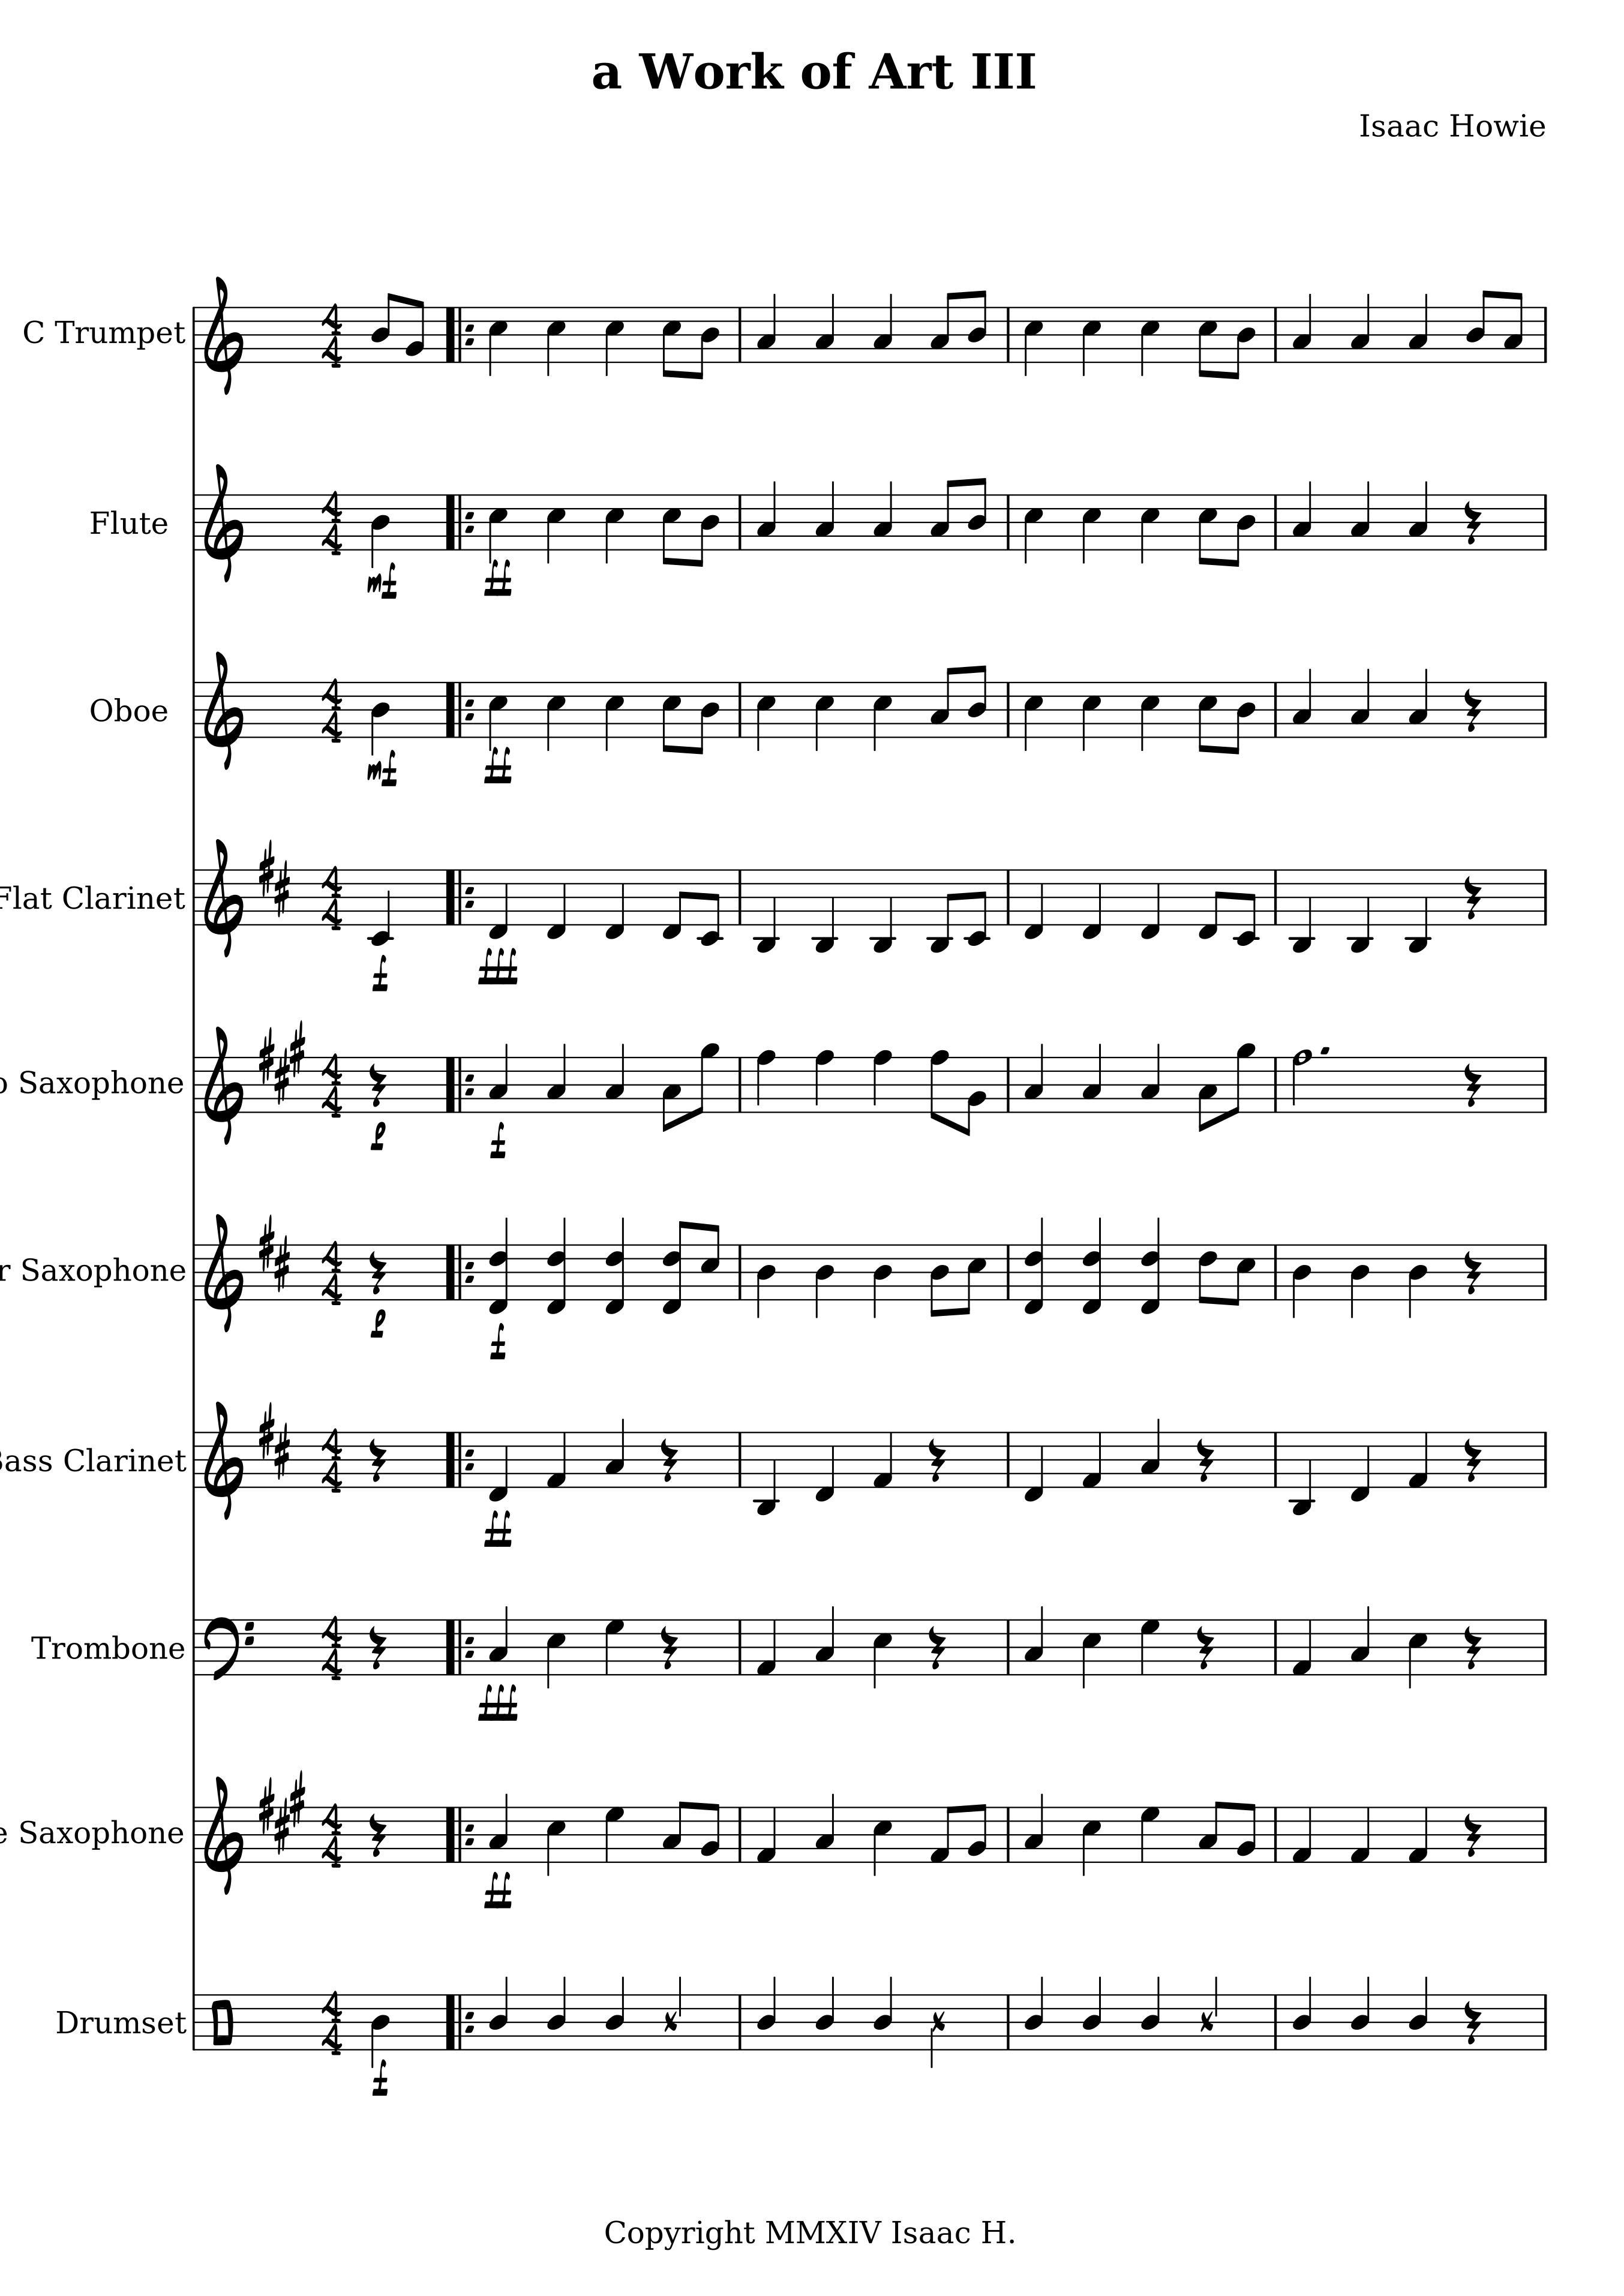 a Work of Art III
Isaac Howie
C Trumpet
Flute
mf
ff
Oboe
mf
ff
Flat Clarinet
f
fff
Saxophone
p
f
Saxophone
p
f
Clarinet
ff
Trombone
fff
Saxophone
ff
Drumset
f
Copyright MMXIV Isaac H.